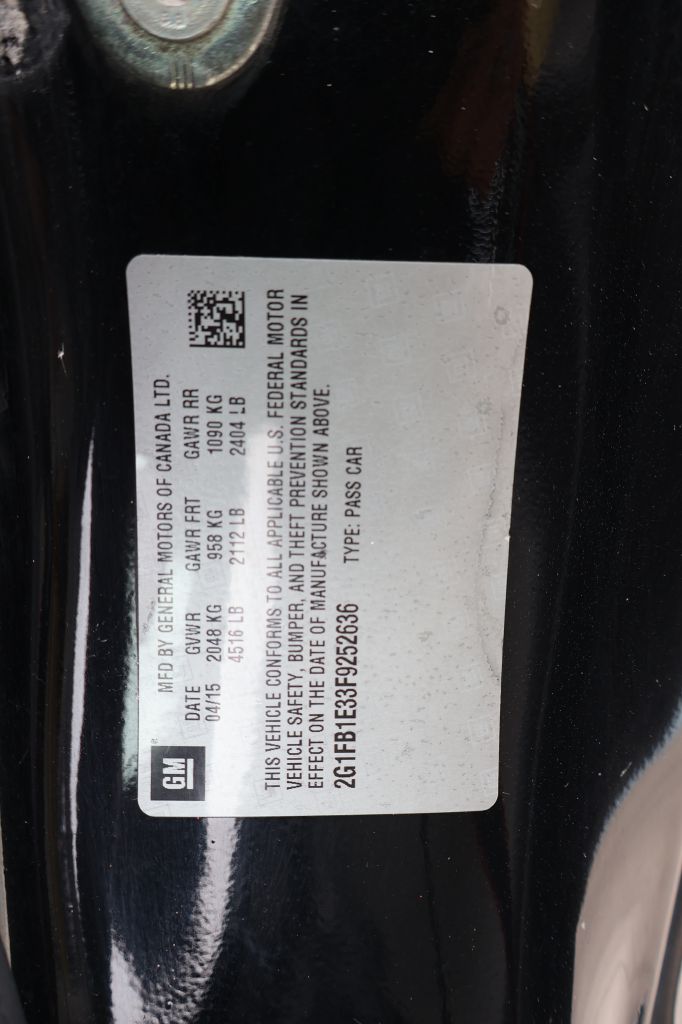 GM
MFD BY GENERAL MOTORS OF CANADA LTD.
DATE GVWR GAWR FRT GAWR RR
04/15 2048 KG 958 KG 1090 KG
4516 LB 2112 LB 2404 LB
THIS VEHICLE CONFORMS TO ALL APPLICABLE U.S. FEDERAL MOTOR
VEHICLE SAFETY, BUMPER, AND THEFT PREVENTION STANDARDS IN
EFFECT ON THE DATE OF MANUFACTURE SHOWN ABOVE.
2G1FB1E33F9252636 TYPE: PASS CAR